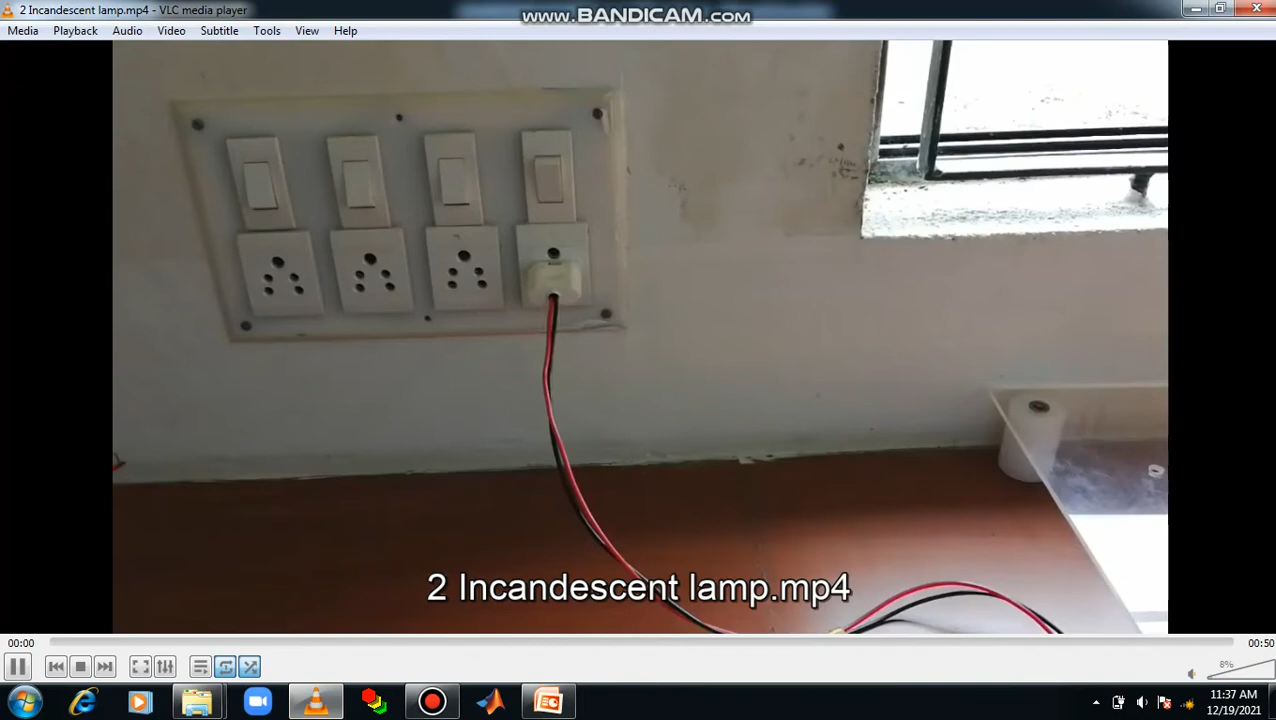 2 Incandescent lamp.mp4 - VLC media player
www.BANDICAM.com
Media Playback Audio Video Subtitle Tools View Help
2 Incandescent lamp.mp4
00:00
00:50
8%
11:37 AM
12/19/2021